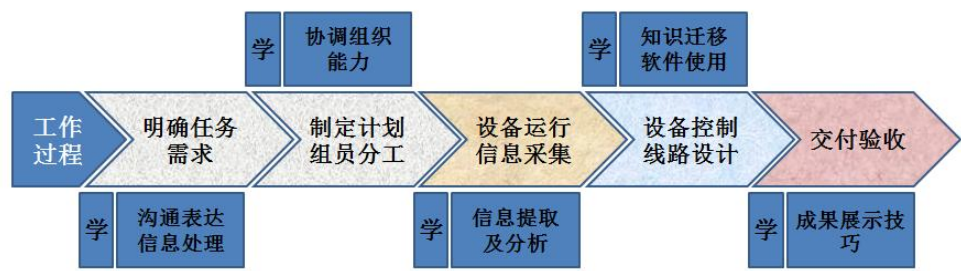 学
协调组织
能力
学
知识迁移
软件使用
工作
过程
明确任务
需求
制定计划
组员分工
设备运行
信息采集
设备控制
线路设计
交付验收
学
沟通表达
信息处理
学
信息提取
及分析
学
成果展示技
巧